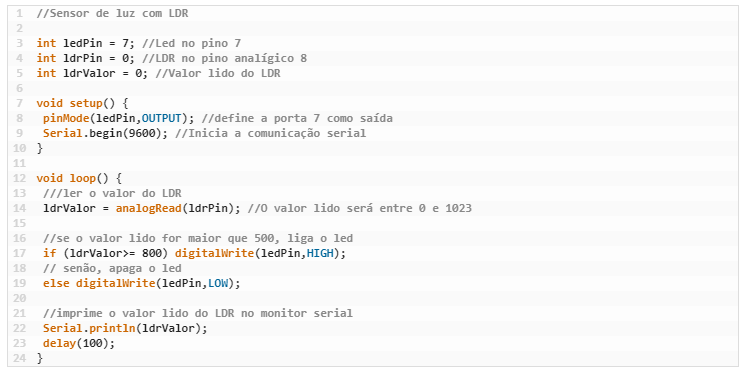 1 //Sensor de luz com LDR
2
3 int ledPin = 7; //Led no pino 7
4 int ldrPin = 0; //LDR no pino analígico 8
5 int ldrValor = 0; //Valor lido do LDR
6
7 void setup() {
8 pinMode(ledPin,OUTPUT); //define a porta 7 como saída
9 Serial.begin(9600); //Inicia a comunicação serial
10 }
11
12 void loop() {
13 ///ler o valor do LDR
14 ldrValor = analogRead(ldrPin); //O valor lido será entre 0 e 1023
15
16 //se o valor lido for maior que 500, liga o led
17 if (ldrValor>= 800) digitalWrite(ledPin,HIGH);
18 // senão, apaga o led
19 else digitalWrite(ledPin,LOW);
20
21 //imprime o valor lido do LDR no monitor serial
22 Serial.println(ldrValor);
23 delay(100);
24 }